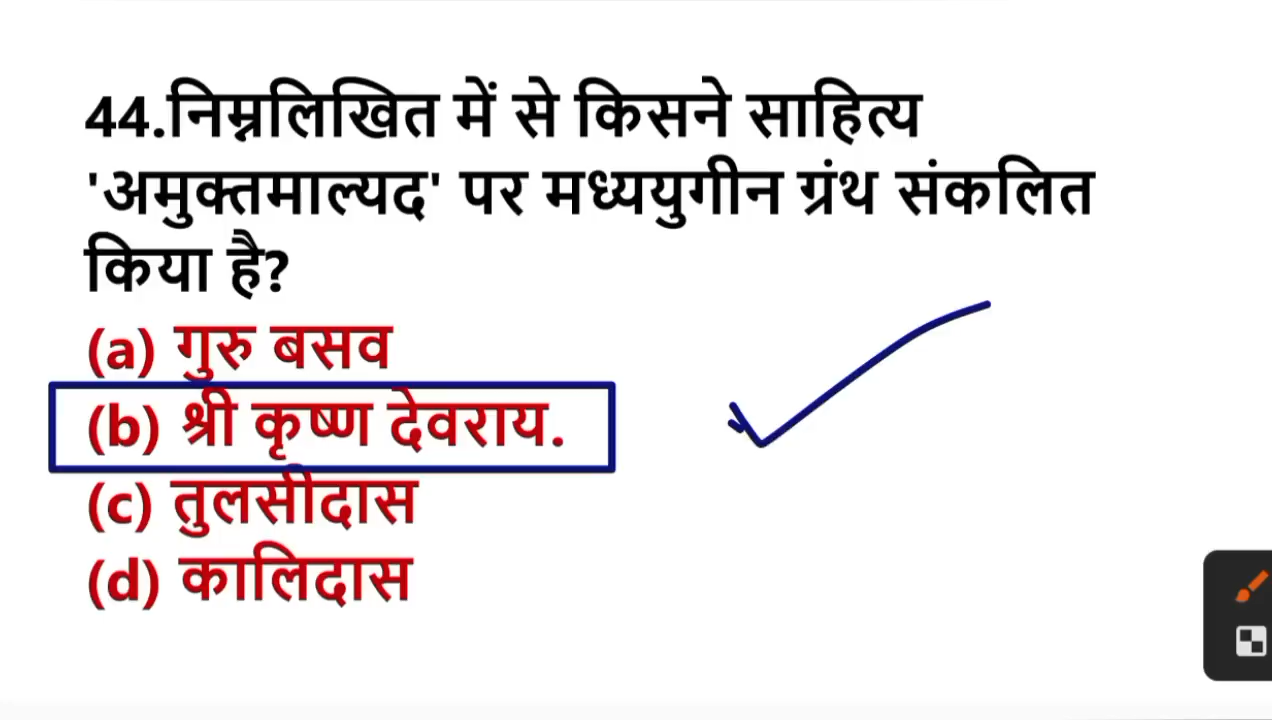 44.निम्नलिखित में से किसने साहित्य
'अमुक्तमाल्यद' पर मध्ययुगीन ग्रंथ संकलित
किया है?
(a) गुरु बसव
(b) श्री कृष्ण देवराय.
(c) तुलसीदास
(d) कालिदास